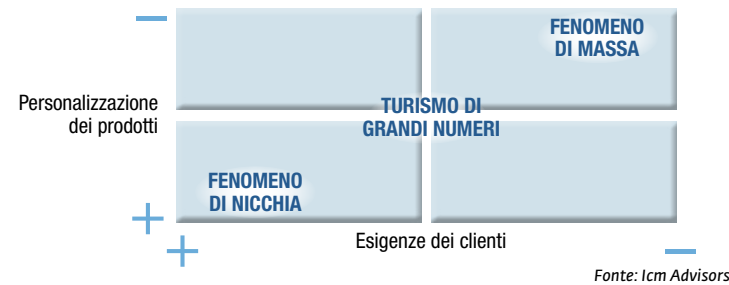 −
FENOMENO
DI MASSA
Personalizzazione
dei prodotti
TURISMO DI
GRANDI NUMERI
FENOMENO
DI NICCHIA
+
+
Esigenze dei clienti
−
Fonte: Icm Advisors